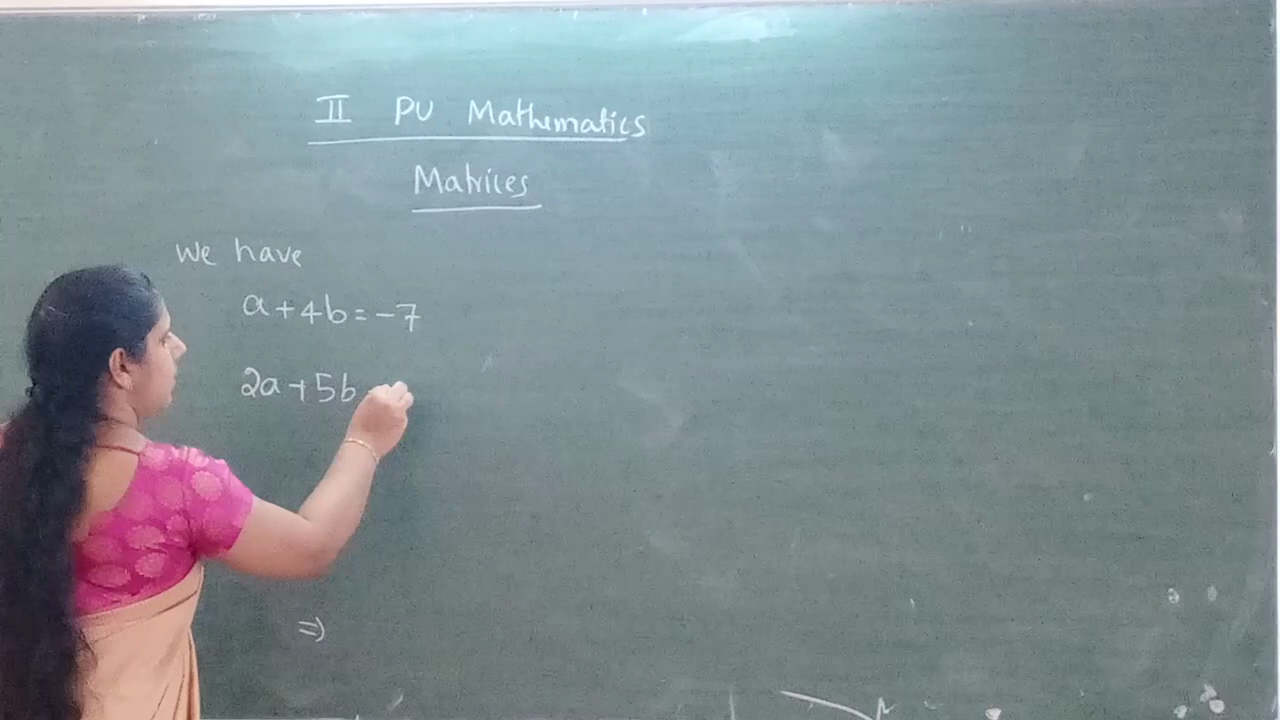 II PU Mathematics
Matrices
We have
a + 4b = -7
2a + 5b
⇒